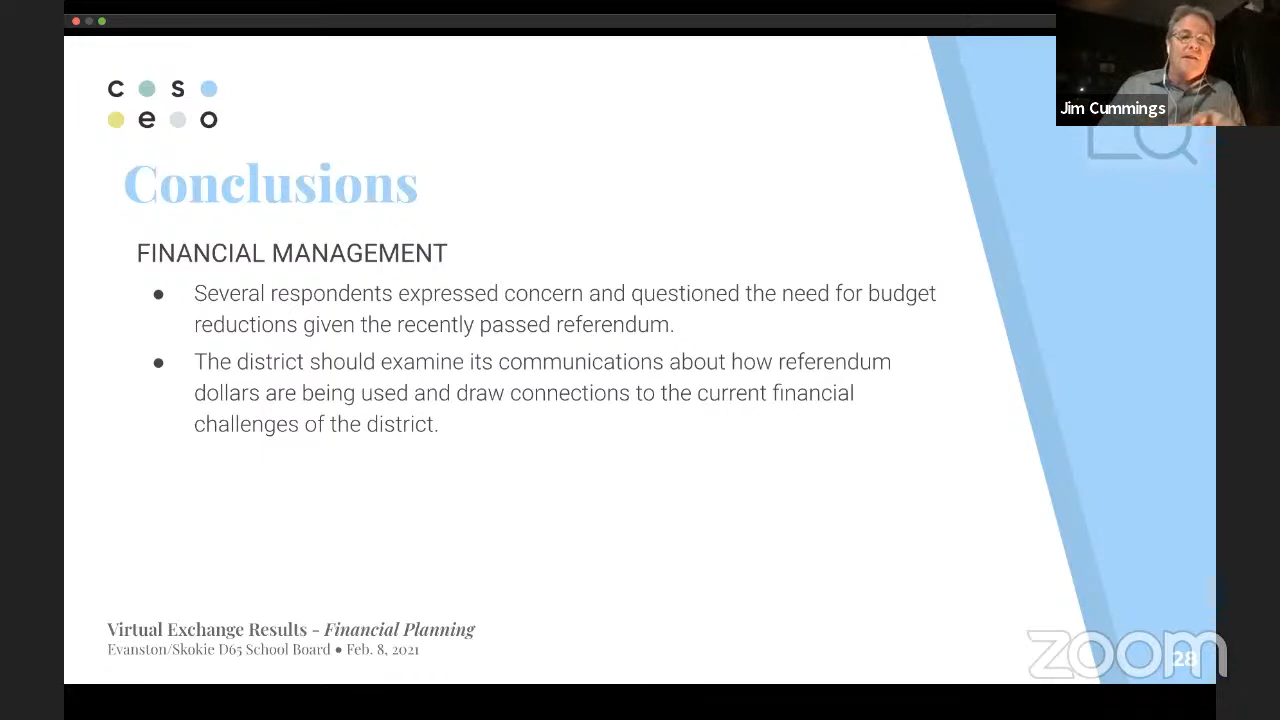 c s
e o
Jim Cummings
Conclusions
FINANCIAL MANAGEMENT
● Several respondents expressed concern and questioned the need for budget
reductions given the recently passed referendum.
● The district should examine its communications about how referendum
dollars are being used and draw connections to the current financial
challenges of the district.
Virtual Exchange Results - Financial Planning
Evanston/Skokie D65 School Board ● Feb. 8, 2021
zoom
28